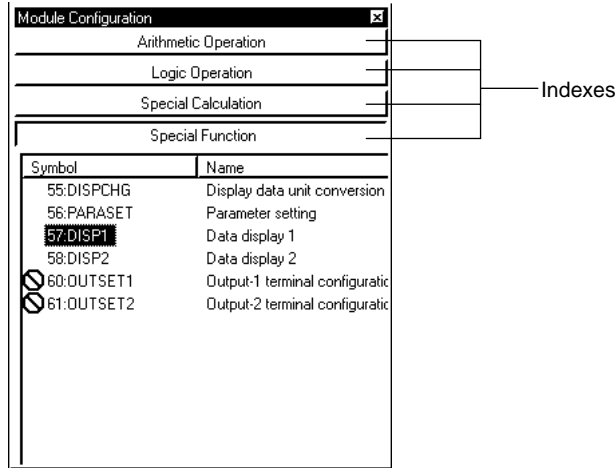 Module Configuration
Arithmetic Operation
Logic Operation
Special Calculation
Special Function
Indexes
Symbol Name
55:DISPCHG Display data unit conversion
56:PARASET Parameter setting
57:DISP1 Data display 1
58:DISP2 Data display 2
60:OUTSET1 Output-1 terminal configuratic
61:OUTSET2 Output-2 terminal configuratic